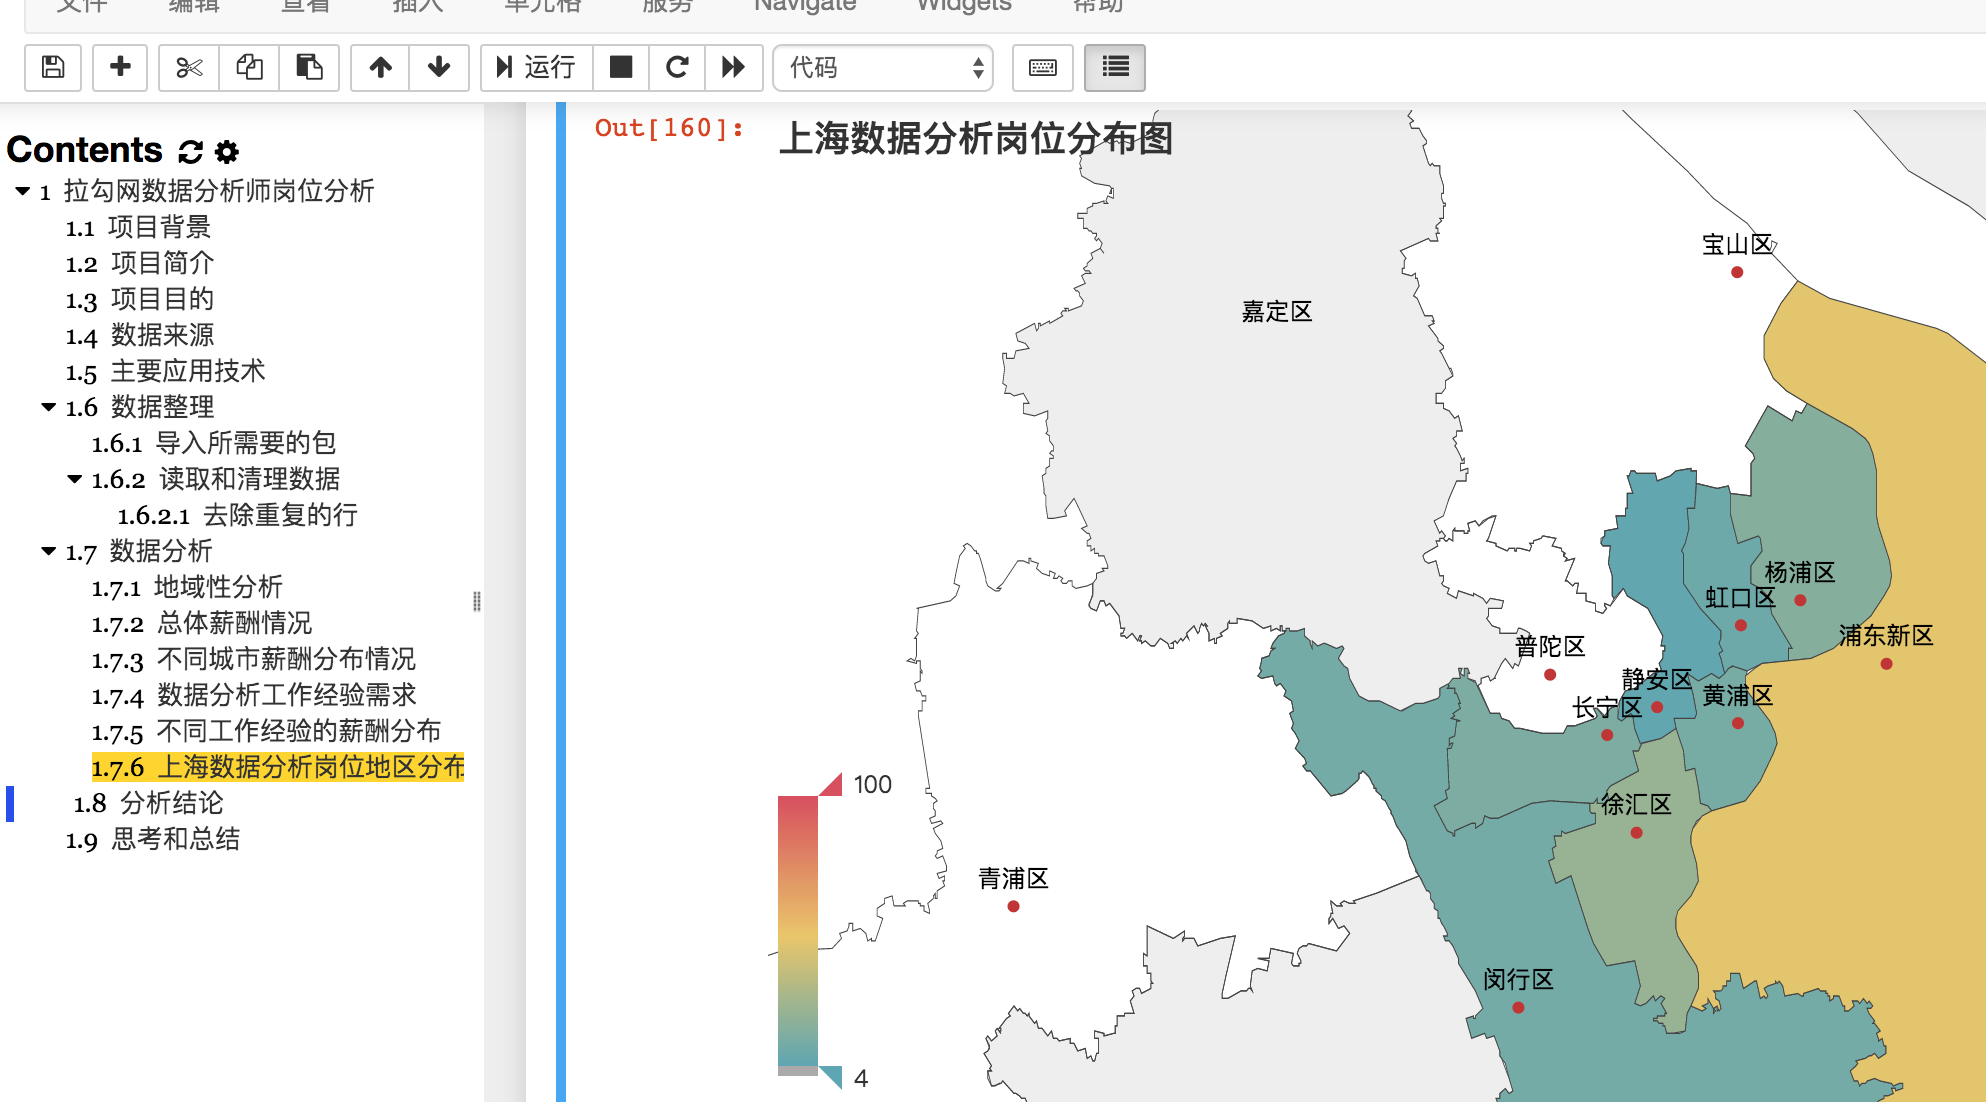 文件 编辑 查看 插入 单元格 服务 Navigate Widgets 帮助
运行 代码
Contents
1 拉勾网数据分析师岗位分析
1.1 项目背景
1.2 项目简介
1.3 项目目的
1.4 数据来源
1.5 主要应用技术
1.6 数据整理
1.6.1 导入所需要的包
1.6.2 读取和清理数据
1.6.2.1 去除重复的行
1.7 数据分析
1.7.1 地域性分析
1.7.2 总体薪酬情况
1.7.3 不同城市薪酬分布情况
1.7.4 数据分析工作经验需求
1.7.5 不同工作经验的薪酬分布
1.7.6 上海数据分析岗位地区分布
1.8 分析结论
1.9 思考和总结
Out[160]:
上海数据分析岗位分布图
宝山区
嘉定区
杨浦区
虹口区
浦东新区
普陀区
静安区
黄浦区
长宁区
100
徐汇区
青浦区
闵行区
4